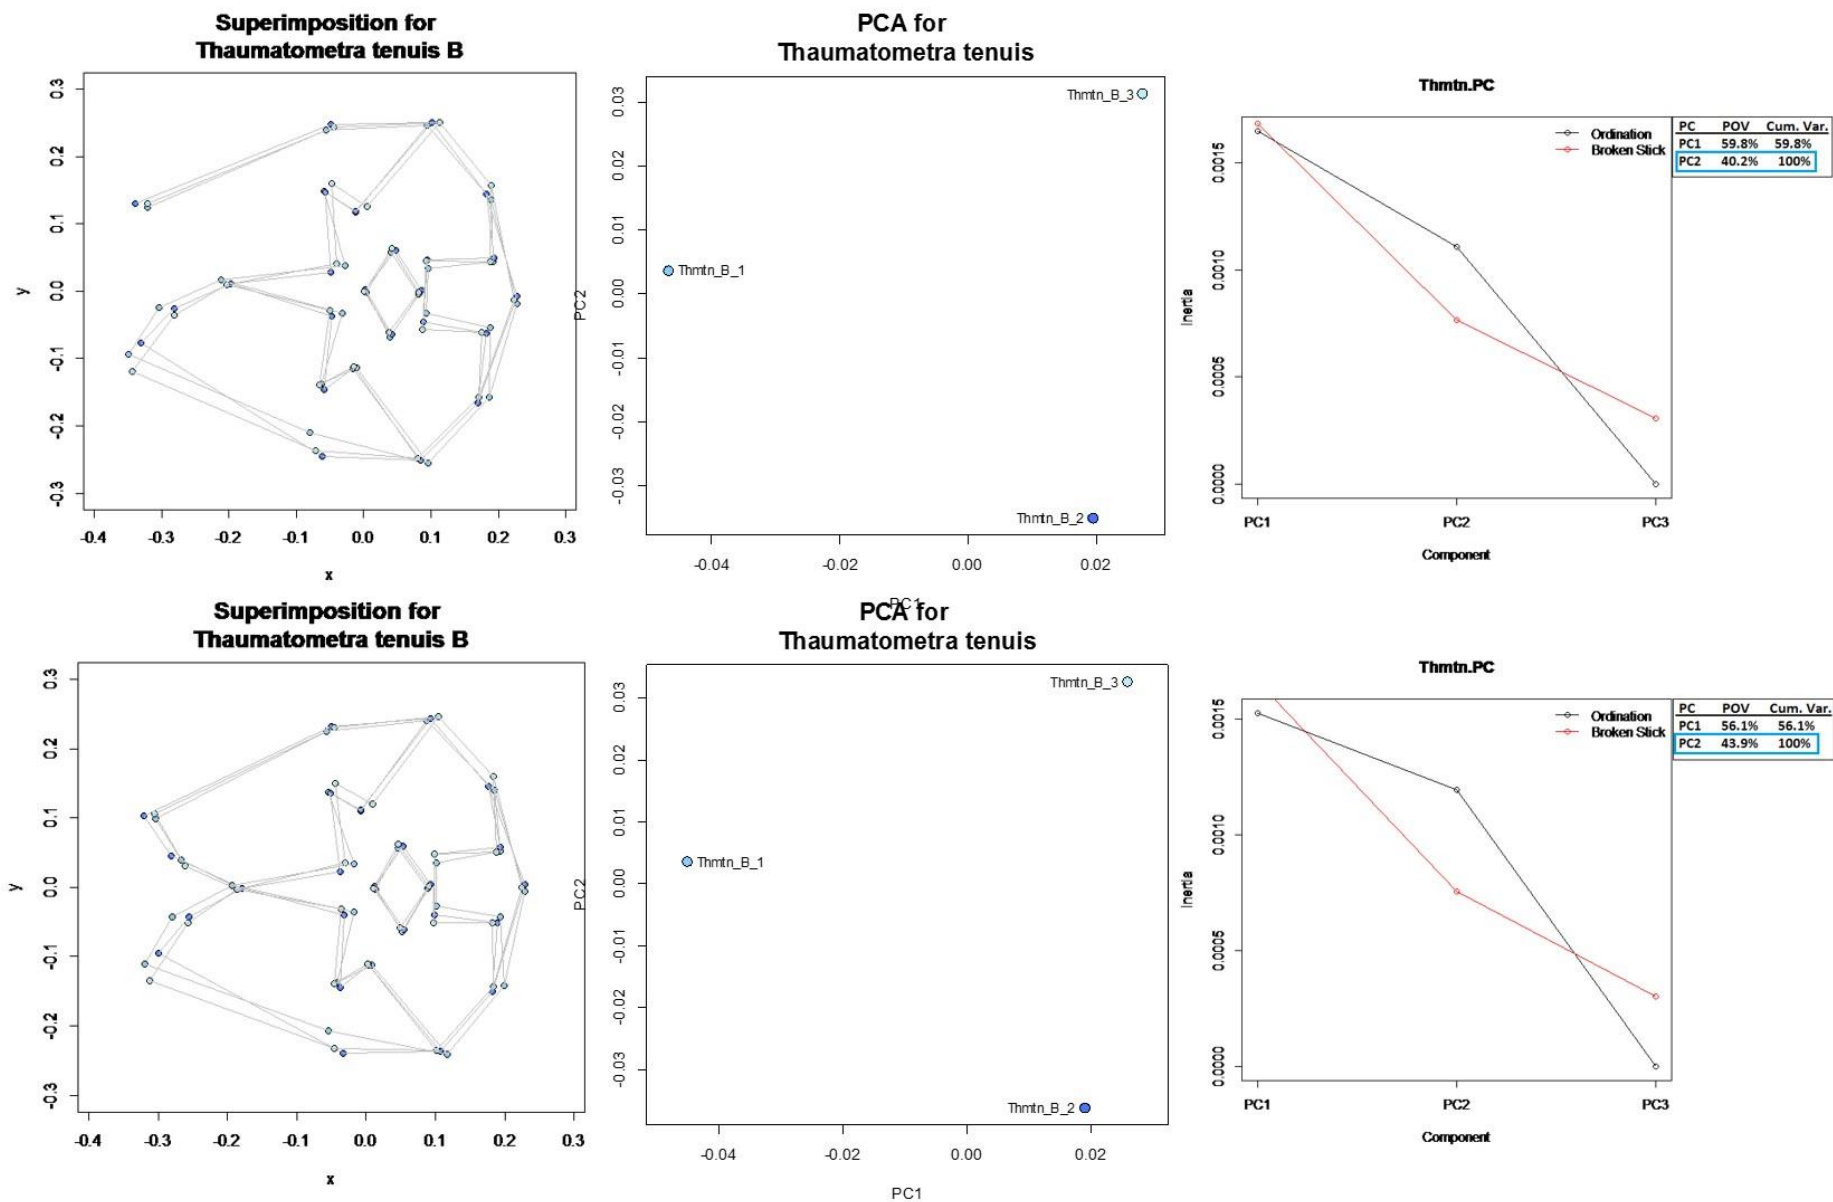 Superimposition for
Thaumatometra tenuis B
0.3
0.2
0.1
0.0
-0.1
-0.2
-0.3
y
-0.4 -0.3 -0.2 -0.1 0.0 0.1 0.2 0.3
x
PCA for
Thaumatometra tenuis
0.03
0.02
0.01
0.00
-0.01
-0.02
-0.03
PC2
Thmtn_B_3
Thmtn_B_1
Thmtn_B_2
-0.04 -0.02 0.00 0.02
PC1
Thmtn.PC
Ordination
Broken Stick
0.0015
0.0010
0.0005
0.0000
Inertia
PC1 PC2 PC3
Component
PC POV Cum. Var.
PC1 59.8% 59.8%
PC2 40.2% 100%
Superimposition for
Thaumatometra tenuis B
0.3
0.2
0.1
0.0
-0.1
-0.2
-0.3
y
-0.4 -0.3 -0.2 -0.1 0.0 0.1 0.2 0.3
x
PCA for
Thaumatometra tenuis
0.03
0.02
0.01
0.00
-0.01
-0.02
-0.03
PC2
Thmtn_B_3
Thmtn_B_1
Thmtn_B_2
-0.04 -0.02 0.00 0.02
PC1
Thmtn.PC
Ordination
Broken Stick
0.0015
0.0010
0.0005
0.0000
Inertia
PC1 PC2 PC3
Component
PC POV Cum. Var.
PC1 56.1% 56.1%
PC2 43.9% 100%